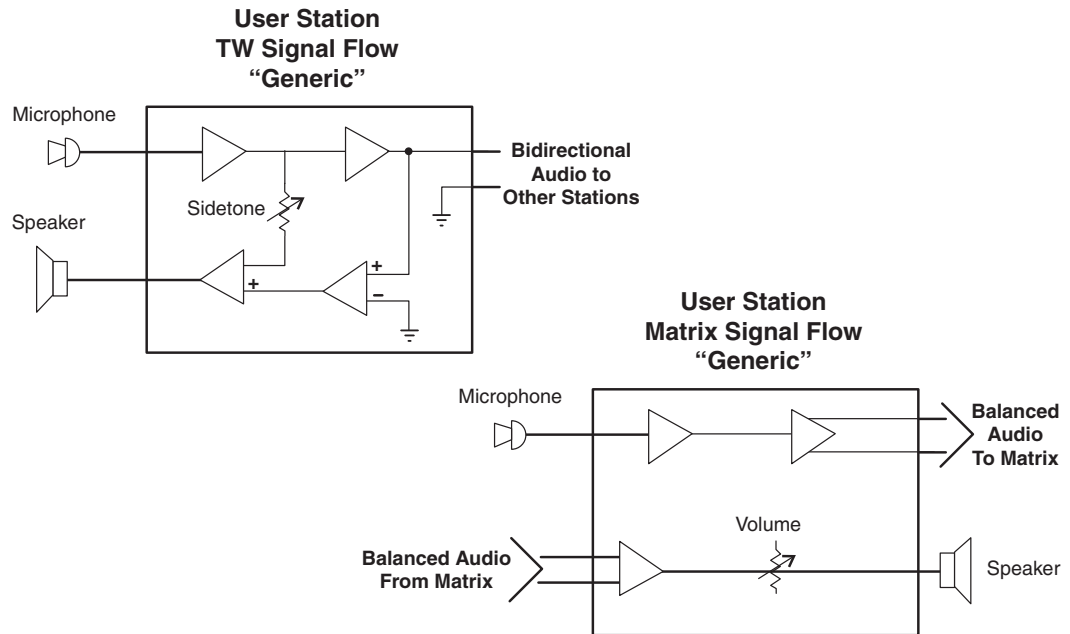 User Station
TW Signal Flow
“Generic”
Microphone
Sidetone
Speaker
+
+
–
Bidirectional
Audio to
Other Stations
User Station
Matrix Signal Flow
“Generic”
Microphone
Balanced
Audio
To Matrix
Volume
Balanced Audio
From Matrix
Speaker